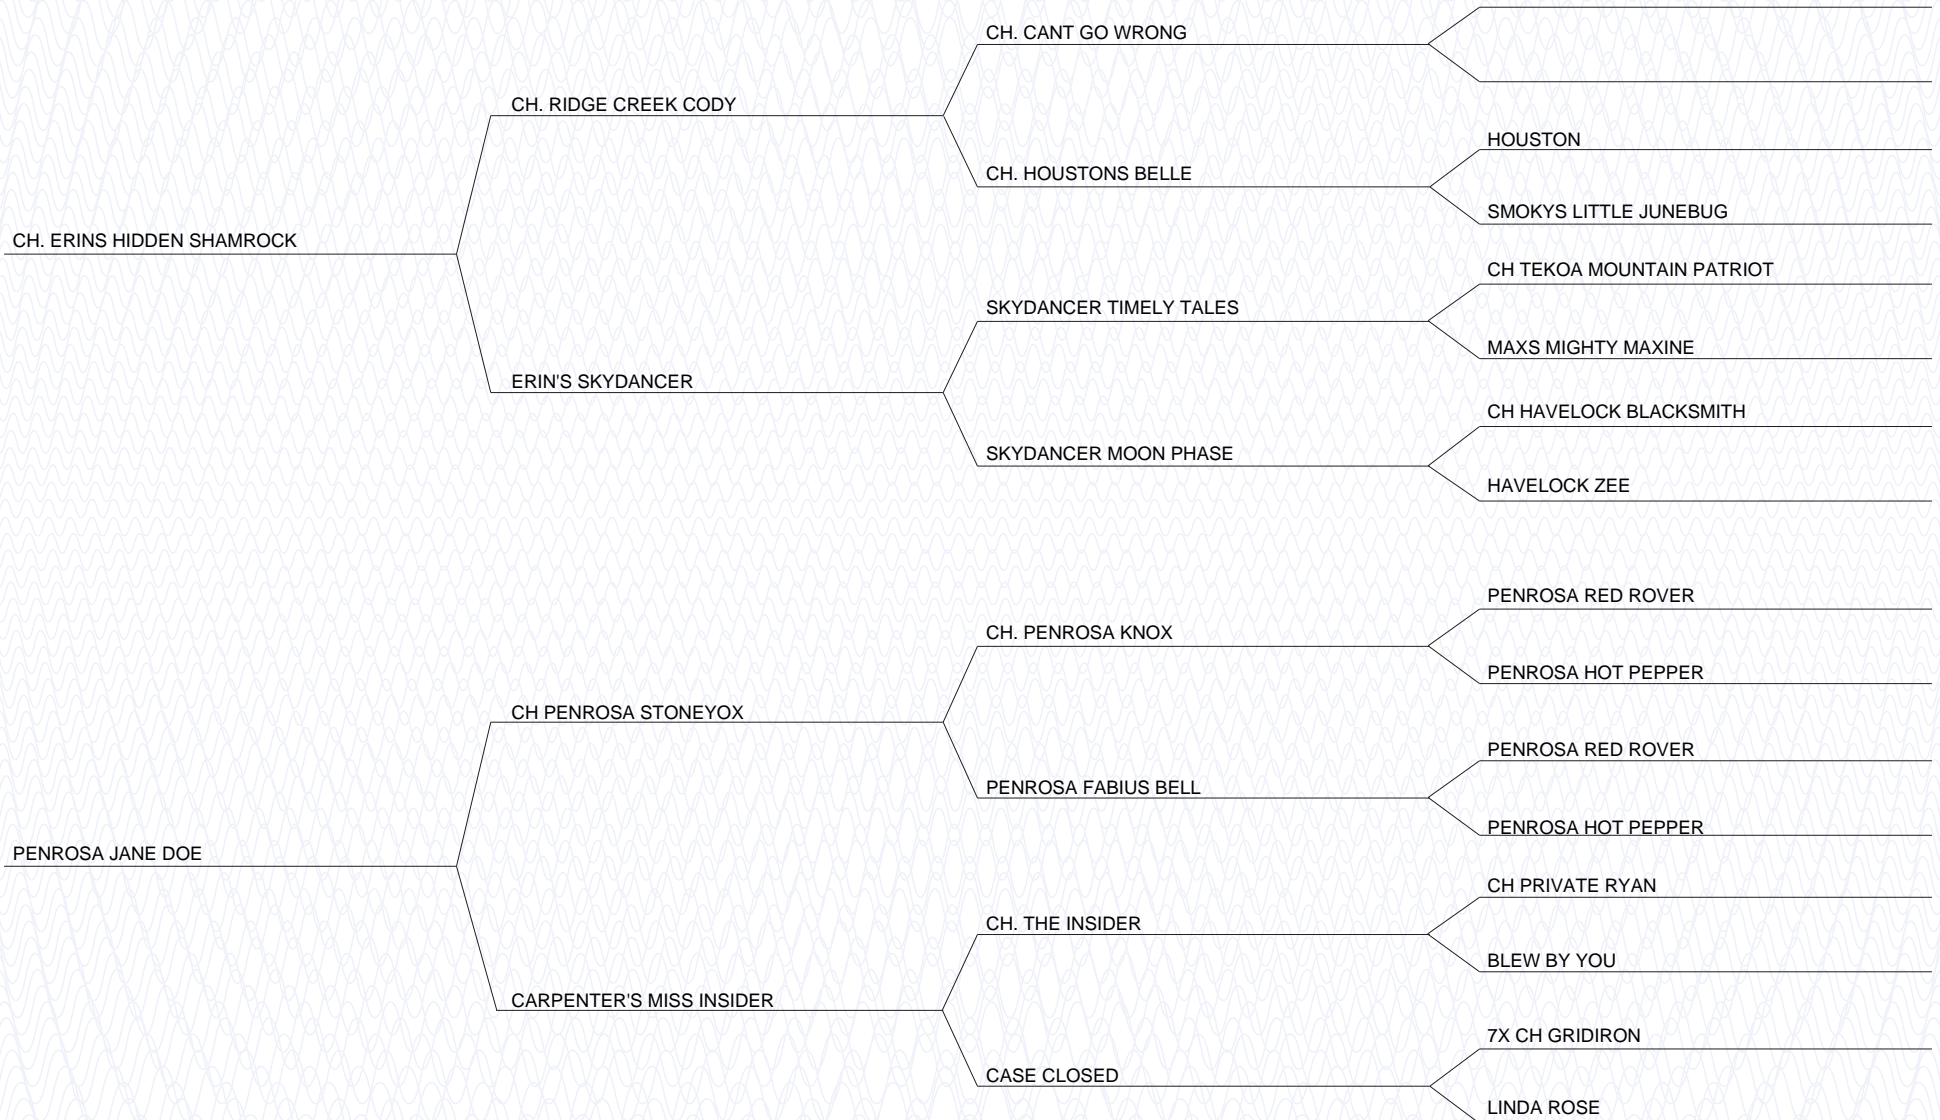 CH. CANT GO WRONG
CH. RIDGE CREEK CODY
HOUSTON
CH. HOUSTONS BELLE
SMOKYS LITTLE JUNEBUG
CH. ERINS HIDDEN SHAMROCK
CH TEKOA MOUNTAIN PATRIOT
SKYDANCER TIMELY TALES
MAXS MIGHTY MAXINE
ERIN'S SKYDANCER
CH HAVELOCK BLACKSMITH
SKYDANCER MOON PHASE
HAVELOCK ZEE
PENROSA RED ROVER
CH. PENROSA KNOX
PENROSA HOT PEPPER
CH PENROSA STONEYOX
PENROSA RED ROVER
PENROSA FABIUS BELL
PENROSA HOT PEPPER
PENROSA JANE DOE
CH PRIVATE RYAN
CH. THE INSIDER
BLEW BY YOU
CARPENTER'S MISS INSIDER
7X CH GRIDIRON
CASE CLOSED
LINDA ROSE